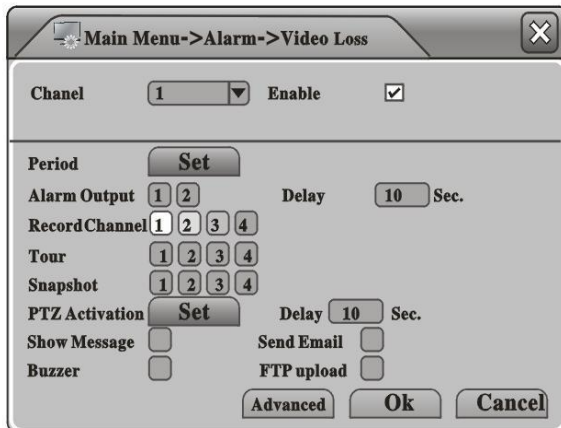 Main Menu->Alarm->Video Loss
Chanel 1 Enable
Period Set
Alarm Output 1 2 Delay 10 Sec.
Record Channel 1 2 3 4
Tour 1 2 3 4
Snapshot 1 2 3 4
PTZ Activation Set Delay 10 Sec.
Show Message Send Email
Buzzer FTP upload
Advanced Ok Cancel